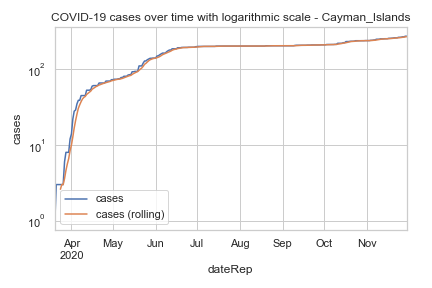 COVID-19 cases over time with logarithmic scale - Cayman_Islands
cases
10²
10¹
10⁰
cases
cases (rolling)
Apr
2020
May
Jun
Jul
Aug
Sep
Oct
Nov
dateRep